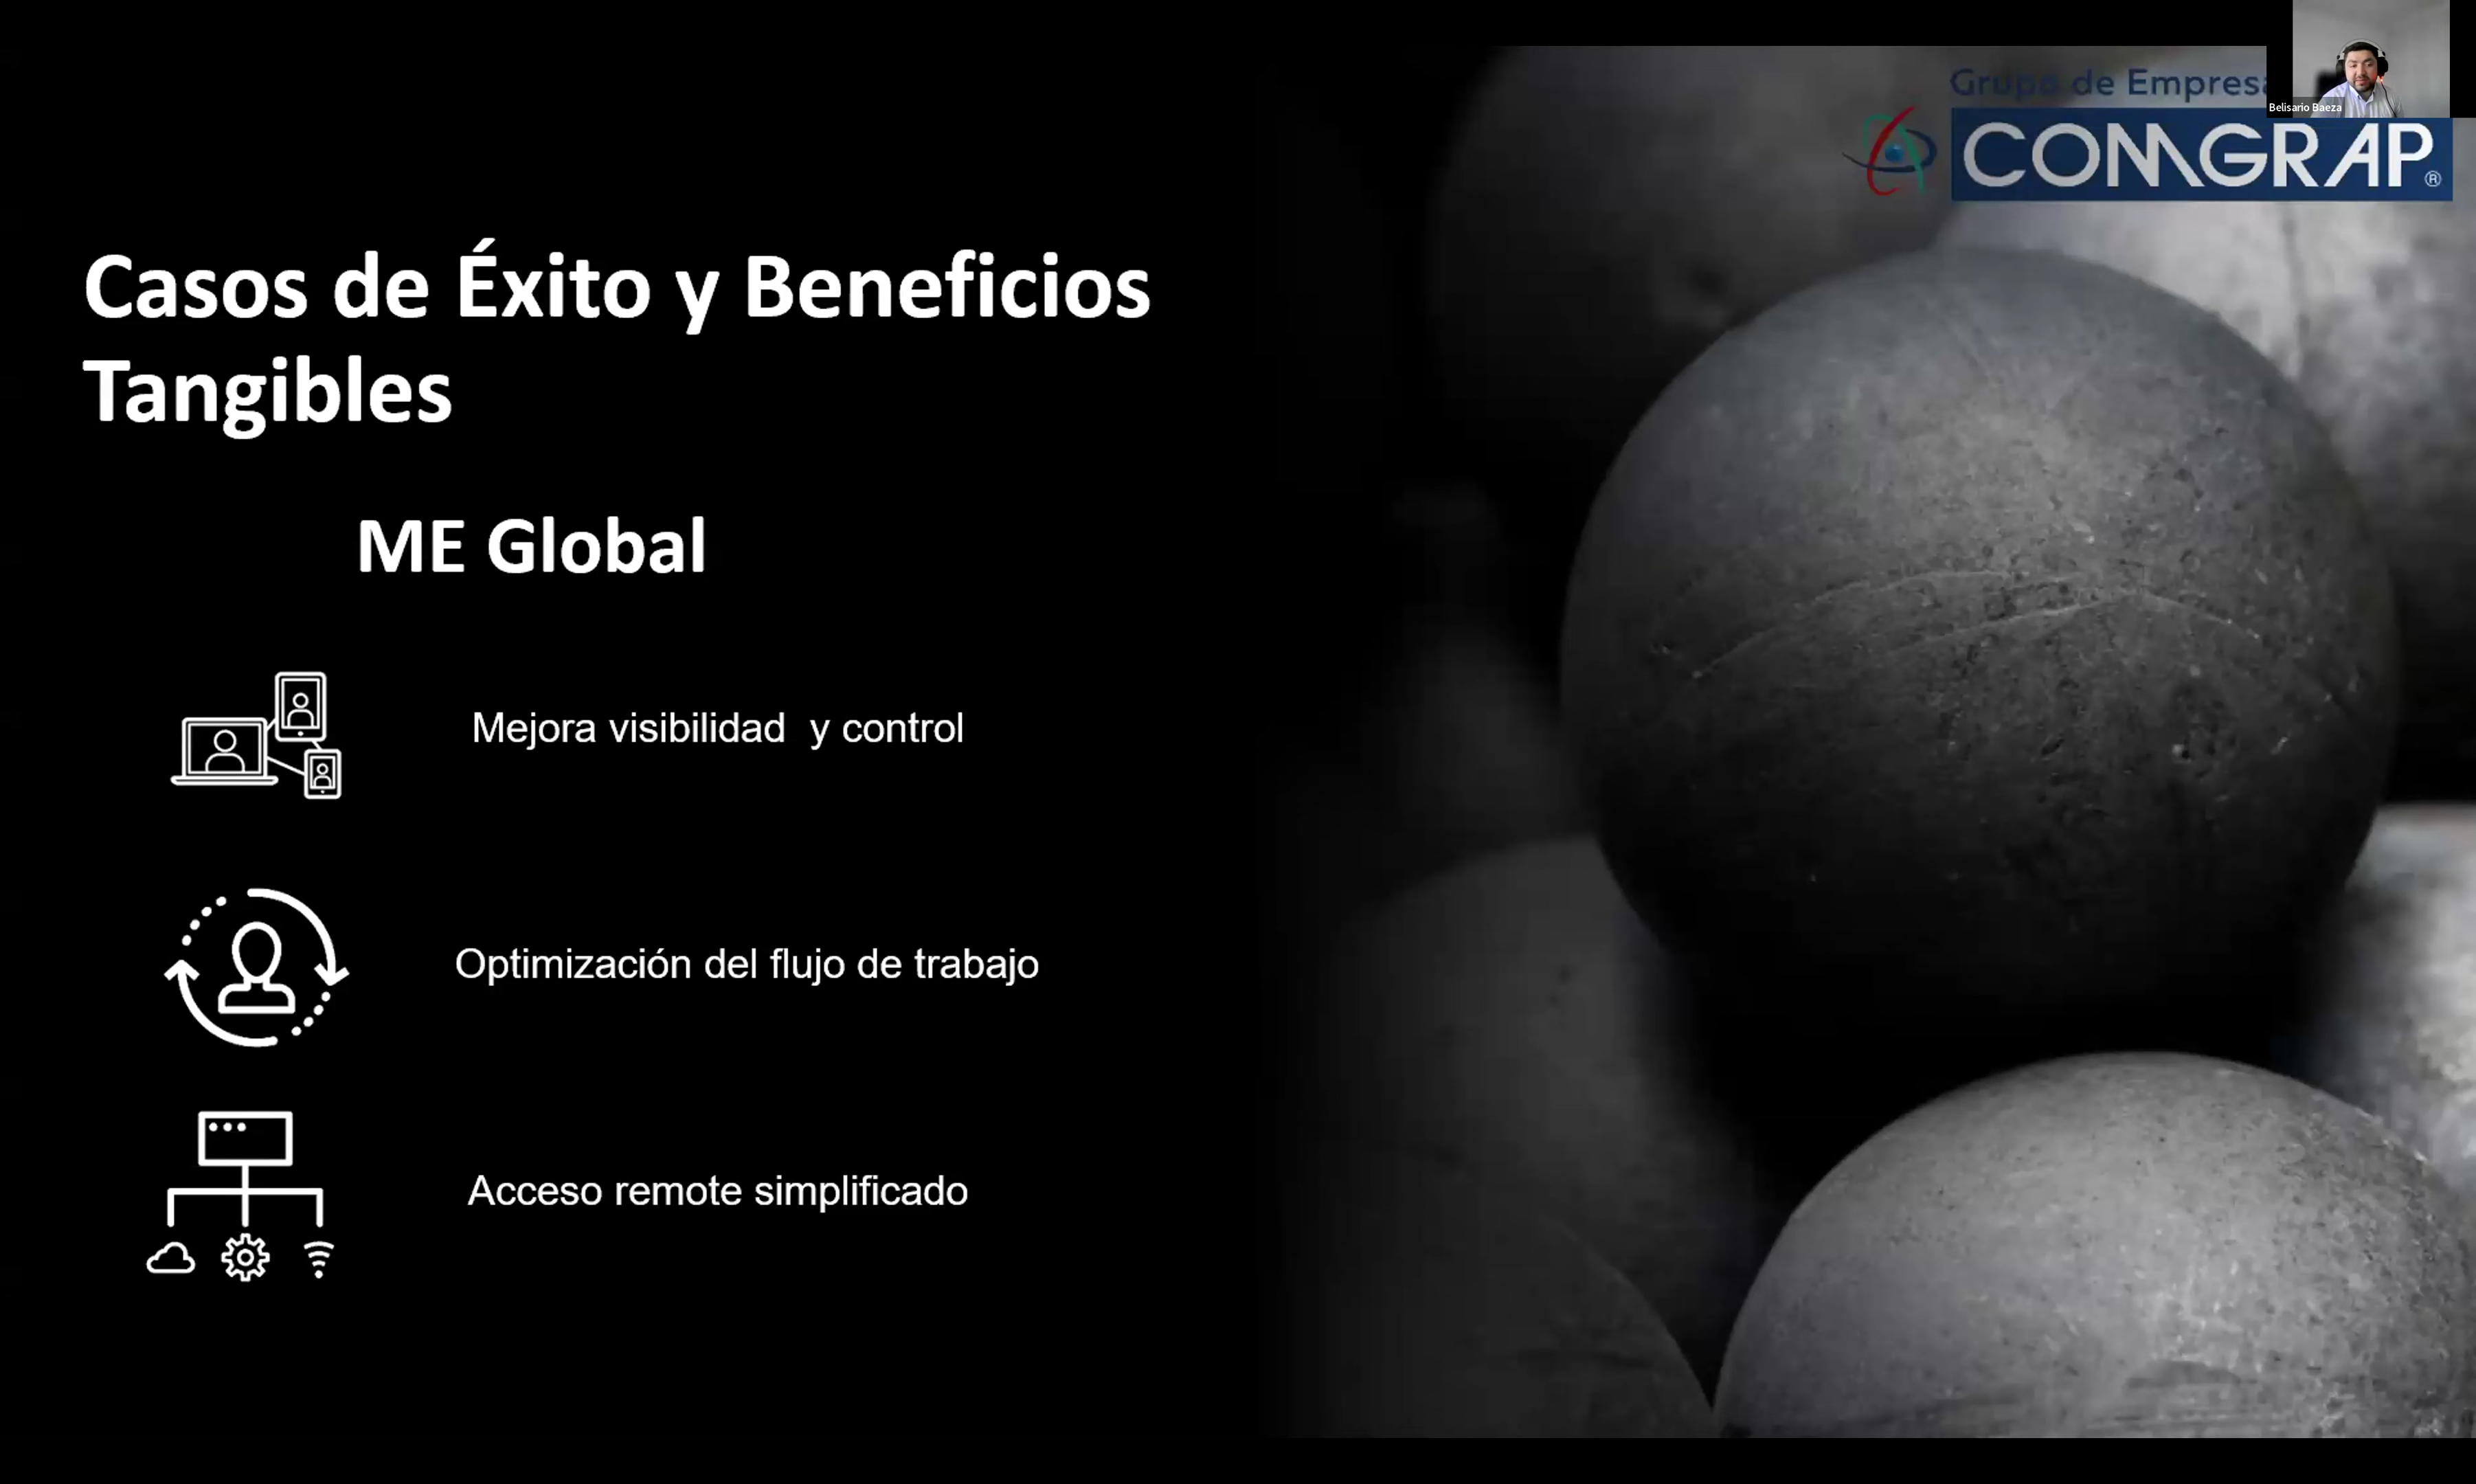 Grupo de Empresa
Belisario Baeza
COMGRAP®
Casos de Éxito y Beneficios
Tangibles
ME Global
Mejora visibilidad y control
Optimización del flujo de trabajo
Acceso remote simplificado